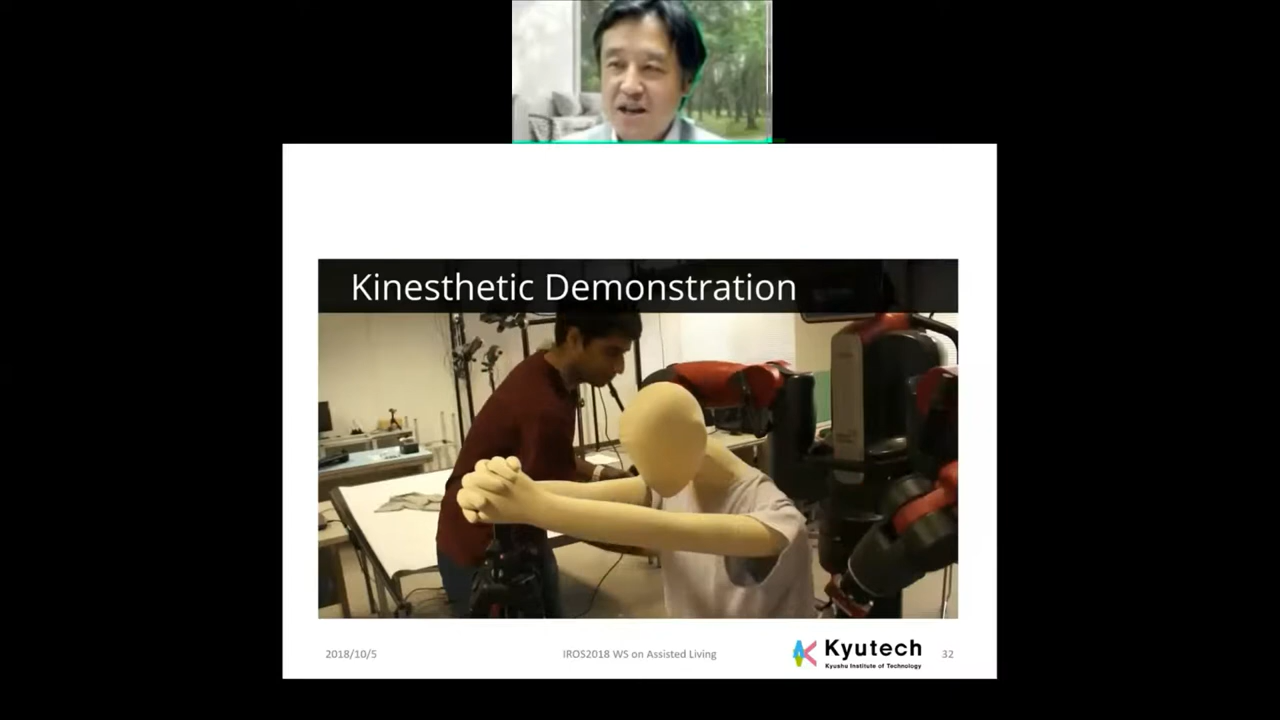 Kinesthetic Demonstration
2018/10/5
IROS2018 WS on Assisted Living
Kyutech
Kyushu Institute of Technology
32